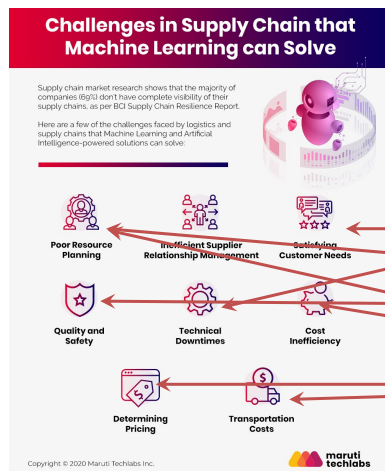 Challenges in Supply Chain that
Machine Learning can Solve
Supply chain market research shows that the majority of
companies (69%) don't have complete visibility of their
supply chains, as per BCI Supply Chain Resilience Report.
Here are a few of the challenges faced by logistics and
supply chains that Machine Learning and Artificial
Intelligence-powered solutions can solve:
Poor Resource
Planning
Inefficient Supplier
Relationship Management
Satisfying
Customer Needs
Quality and
Safety
Technical
Downtimes
Cost
Inefficiency
Determining
Pricing
Transportation
Costs
Copyright © 2020 Maruti Techlabs Inc.
maruti
techlabs